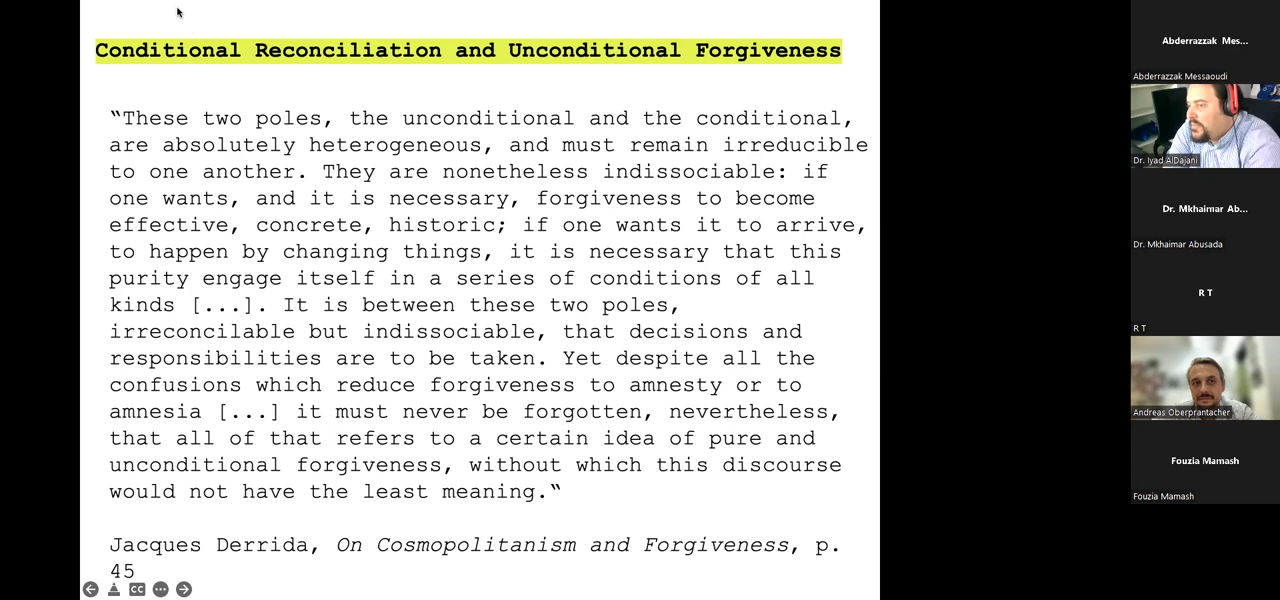 Conditional Reconciliation and Unconditional Forgiveness
“These two poles, the unconditional and the conditional,
are absolutely heterogeneous, and must remain irreducible
to one another. They are nonetheless indissociable: if
one wants, and it is necessary, forgiveness to become
effective, concrete, historic; if one wants it to arrive,
to happen by changing things, it is necessary that this
purity engage itself in a series of conditions of all
kinds [...]. It is between these two poles,
irreconcilable but indissociable, that decisions and
responsibilities are to be taken. Yet despite all the
confusions which reduce forgiveness to amnesty or to
amnesia [...] it must never be forgotten, nevertheless,
that all of that refers to a certain idea of pure and
unconditional forgiveness, without which this discourse
would not have the least meaning.“
Jacques Derrida, On Cosmopolitanism and Forgiveness, p.
45
CC
Abderrazzak Mes...
Abderrazzak Messaoudi
Dr. Iyad AlDajani
Dr. Mkhaimar Ab...
Dr. Mkhaimar Abusada
R T
R T
Andreas Oberprantacher
Fouzia Mamash
Fouzia Mamash